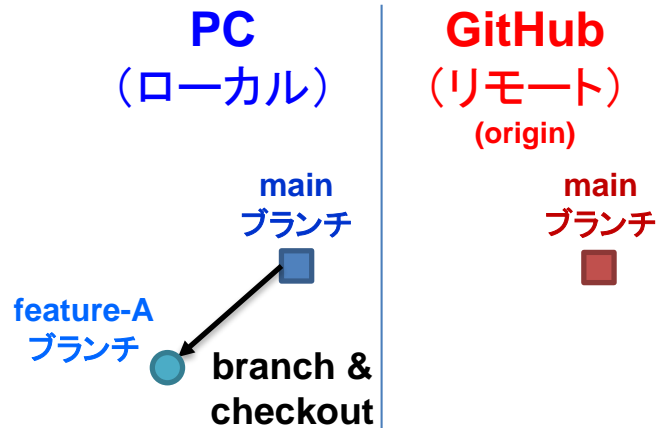 PC
（ローカル）
GitHub
（リモート）
(origin)
main
ブランチ
main
ブランチ
feature-A
ブランチ
branch &
checkout